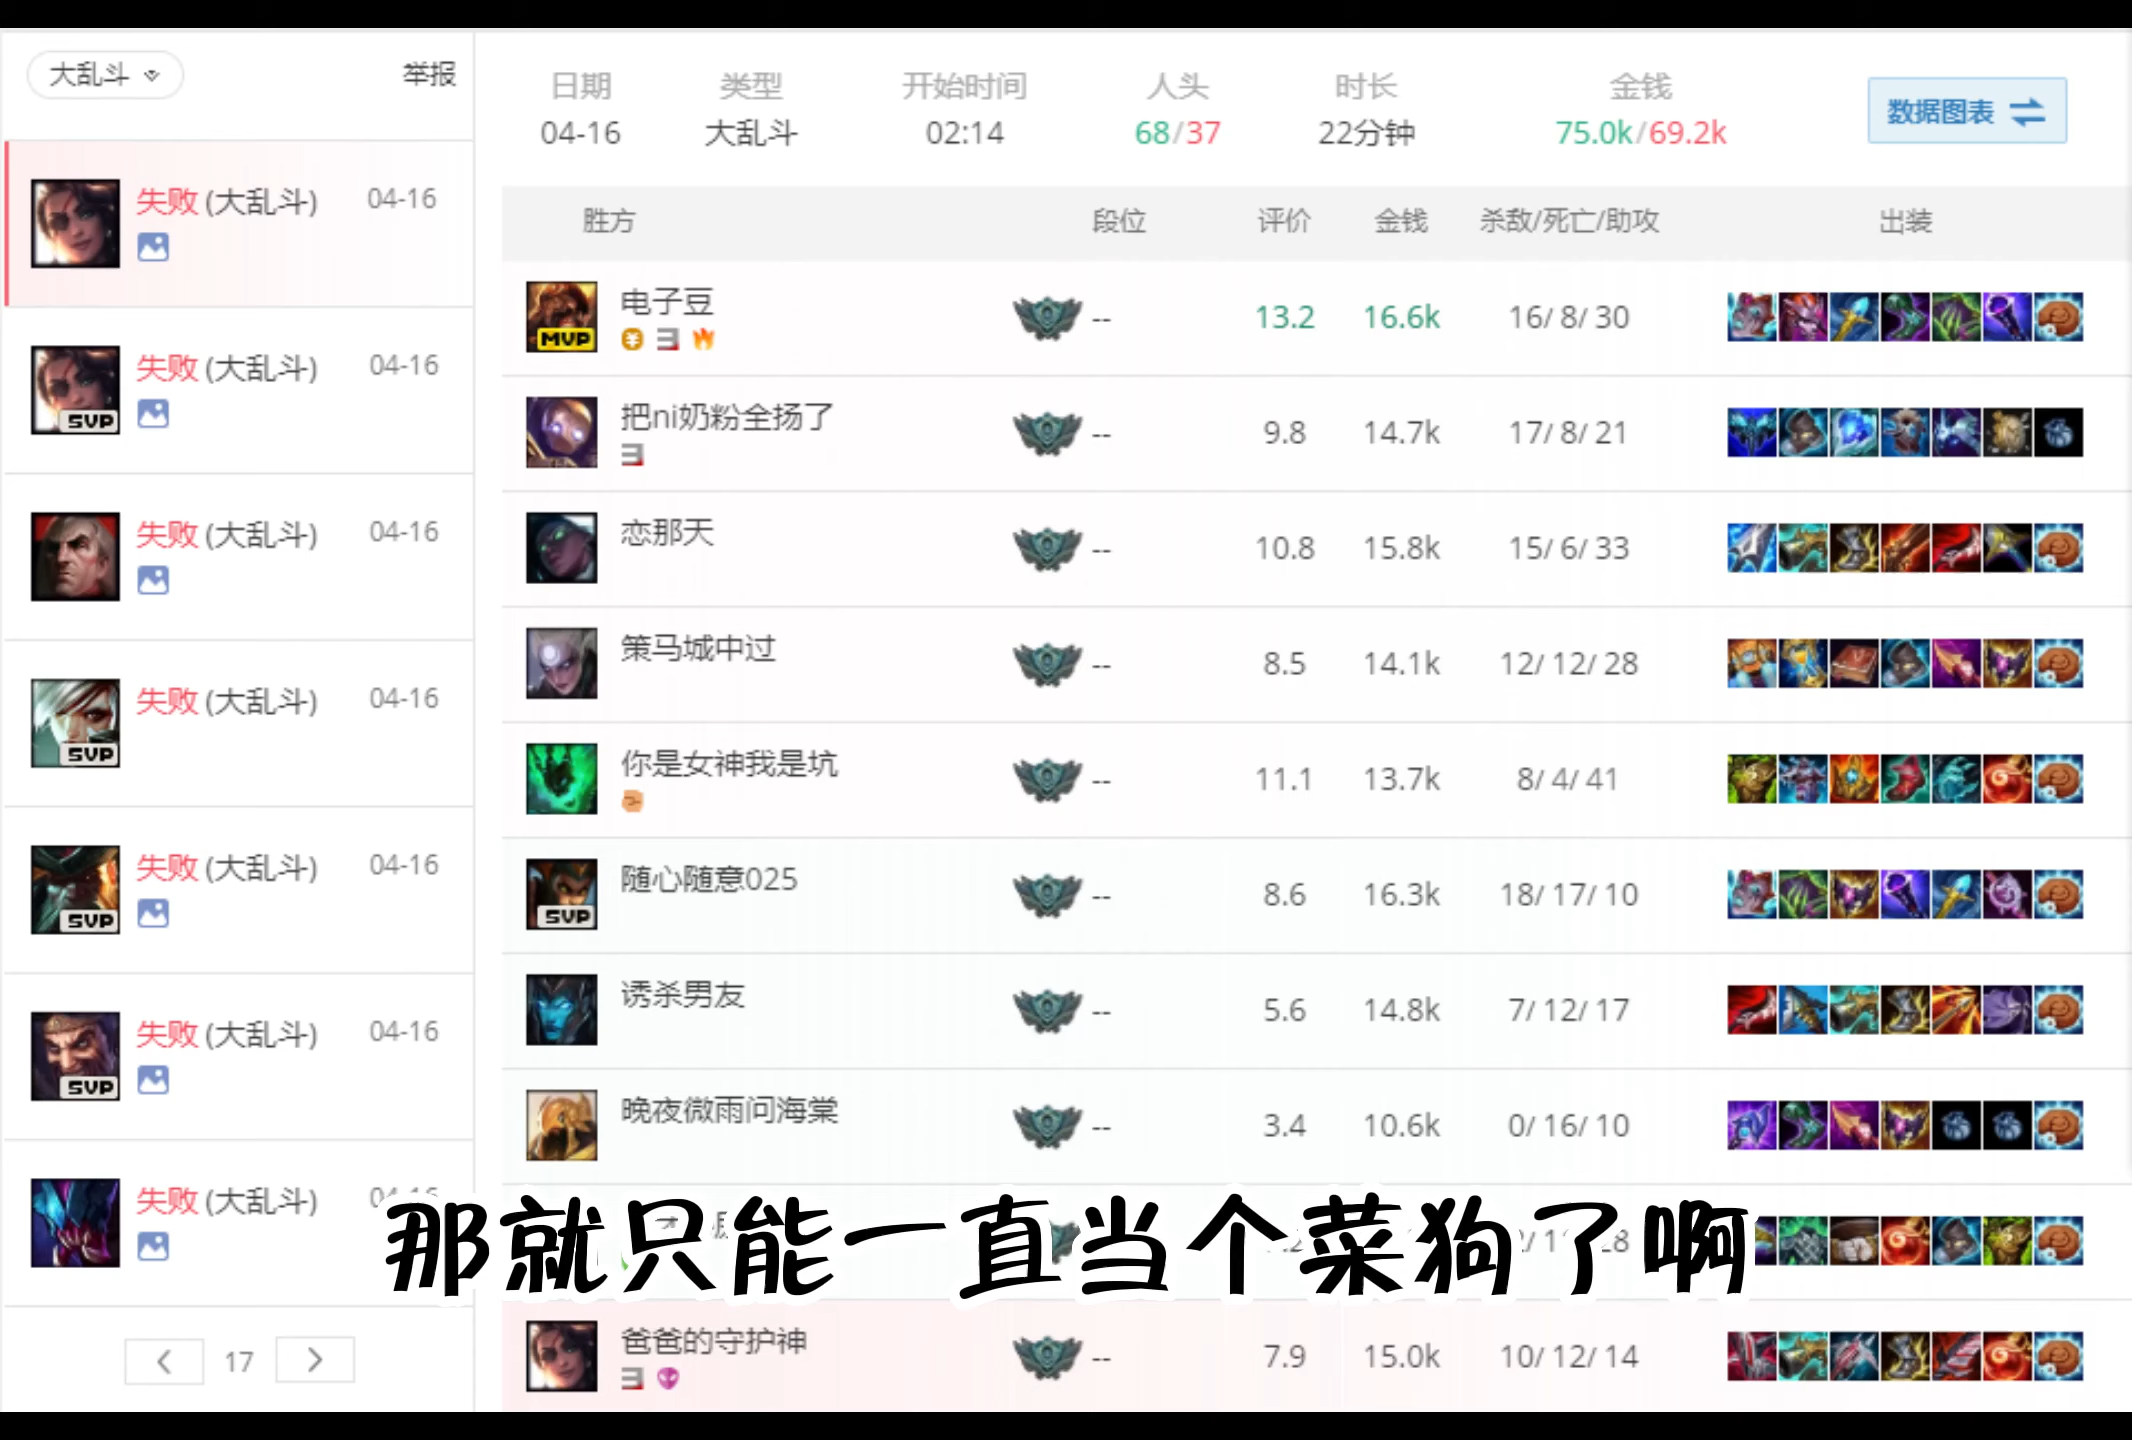 大乱斗
举报
失败 (大乱斗) 04-16
失败 (大乱斗) 04-16
SVP
失败 (大乱斗) 04-16
失败 (大乱斗) 04-16
SVP
失败 (大乱斗) 04-16
SVP
失败 (大乱斗) 04-16
SVP
失败 (大乱斗)
17
日期 类型 开始时间 人头 时长 金钱
04-16 大乱斗 02:14 68/37 22分钟 75.0k/69.2k
数据图表
胜方 段位 评价 金钱 杀敌/死亡/助攻 出装
电子豆 -- 13.2 16.6k 16/ 8/ 30
MVP
把ni奶粉全扬了 -- 9.8 14.7k 17/ 8/ 21
恋那天 -- 10.8 15.8k 15/ 6/ 33
策马城中过 -- 8.5 14.1k 12/ 12/ 28
你是女神我是坑 -- 11.1 13.7k 8/ 4/ 41
随心随意025 -- 8.6 16.3k 18/ 17/ 10
SVP
诱杀男友 -- 5.6 14.8k 7/ 12/ 17
晚夜微雨问海棠 -- 3.4 10.6k 0/ 16/ 10
那就只能一直当个菜狗了啊
爸爸的守护神 -- 7.9 15.0k 10/ 12/ 14